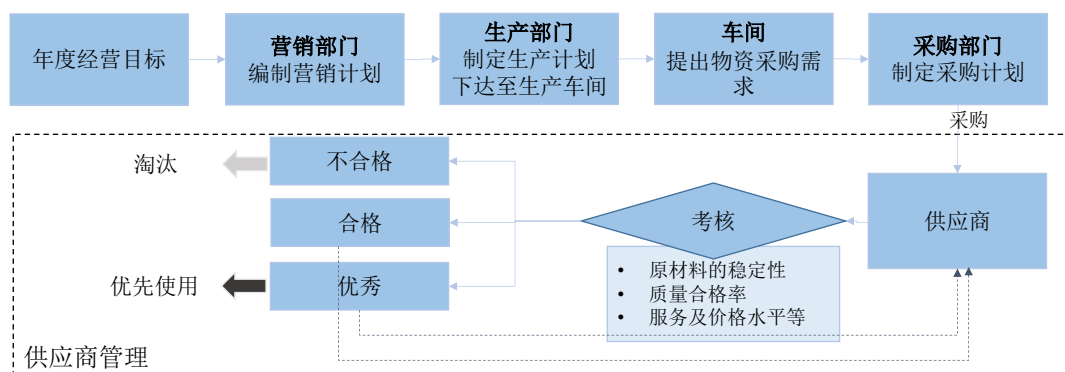 年度经营目标
营销部门
编制营销计划
生产部门
制定生产计划
下达至生产车间
车间
提出物资采购需
求
采购部门
制定采购计划
采购
淘汰
不合格
合格
优先使用
优秀
考核
• 原材料的稳定性
• 质量合格率
• 服务及价格水平等
供应商
供应商管理